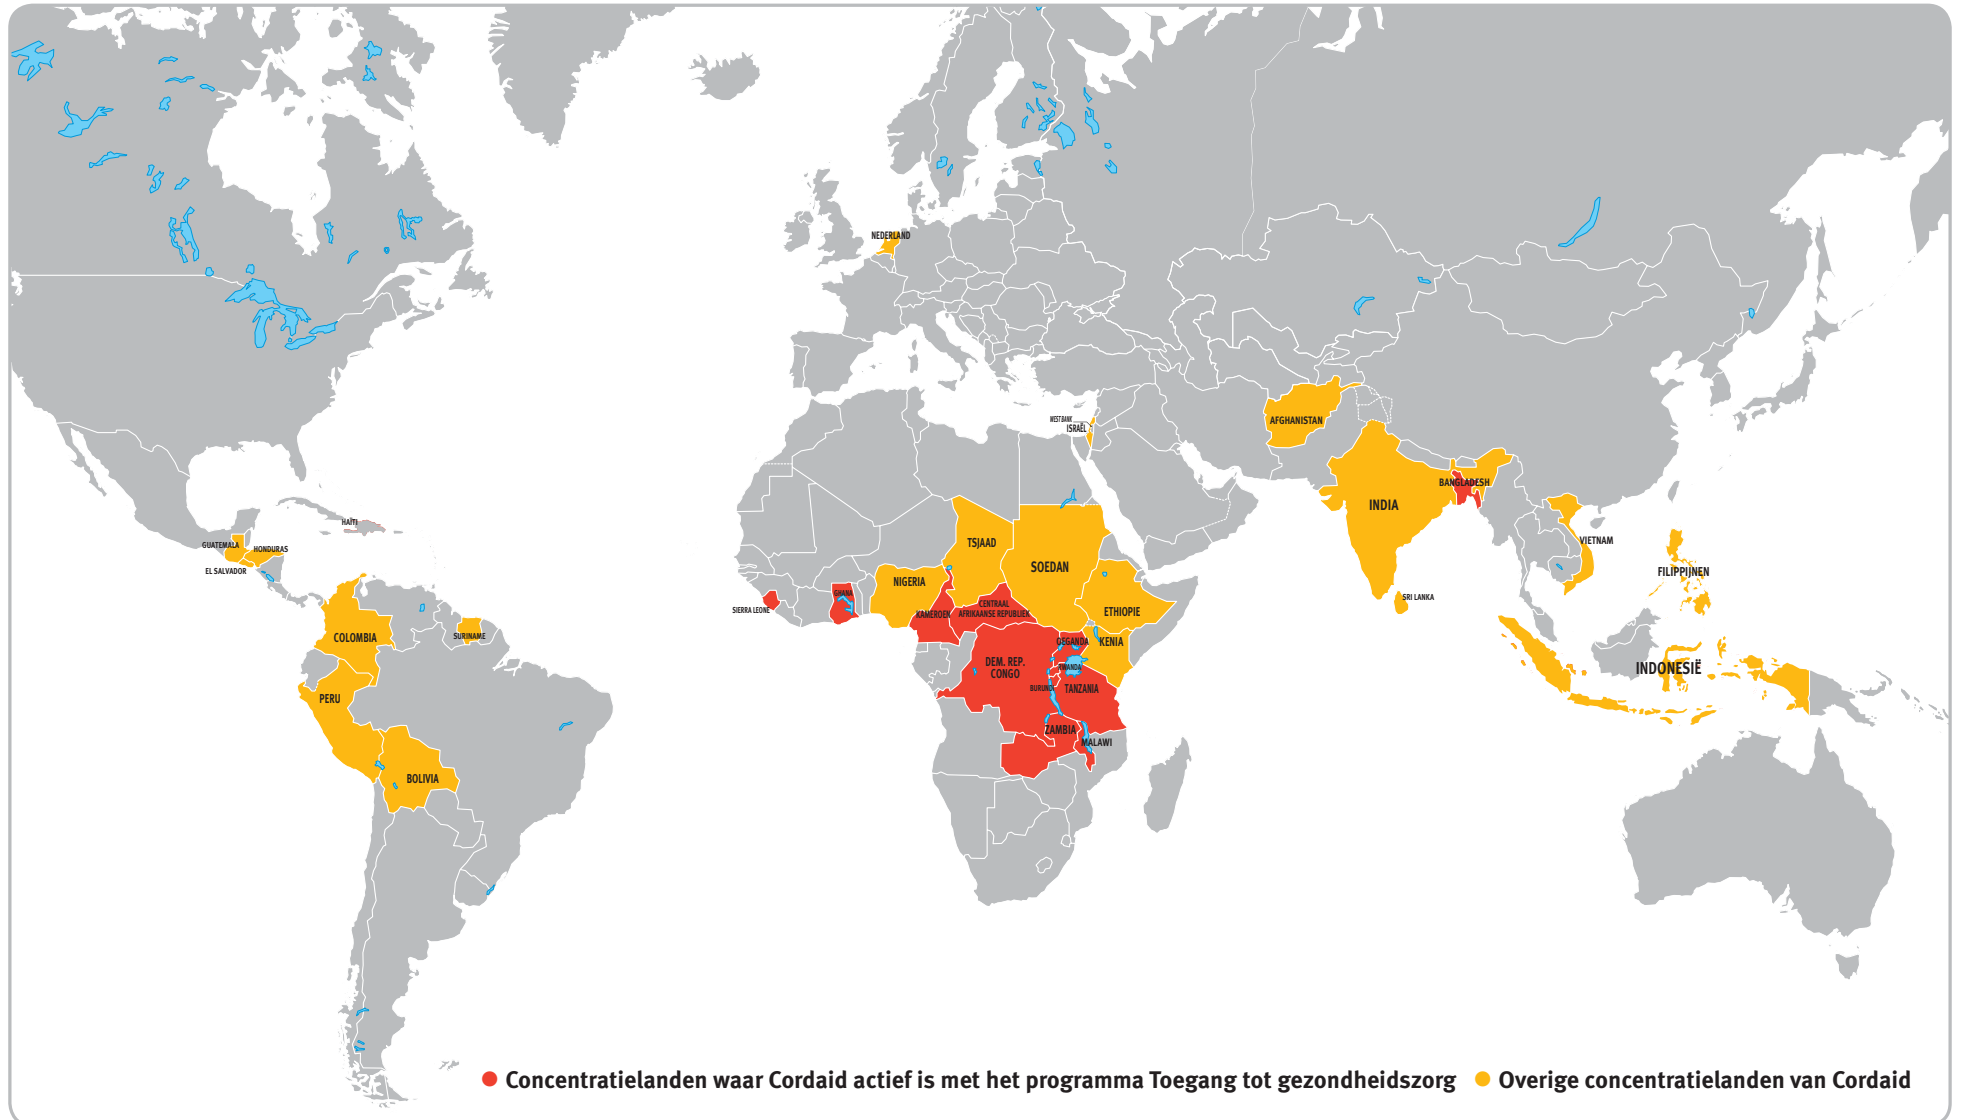 NEDERLAND
WESTBANK
ISRAËL
AFGHANISTAN
BANGLADESH
INDIA
HAÏTI
GUATEMALA
HONDURAS
EL SALVADOR
VIETNAM
FILIPPIJNEN
SRI LANKA
TSJAAD
SOEDAN
NIGERIA
GHANA
SIERRA LEONE
KAMEROEN
CENTRAAL
AFRIKAANSE REPUBLIEK
ETHIOPIE
COLOMBIA
SURINAME
OEGANDA
KENIA
DEM. REP.
CONGO
RWANDA
INDONESIË
BURUNDI
TANZANIA
PERU
ZAMBIA
MALAWI
BOLIVIA
Concentratielanden waar Cordaid actief is met het programma Toegang tot gezondheidszorg
Overige concentratielanden van Cordaid